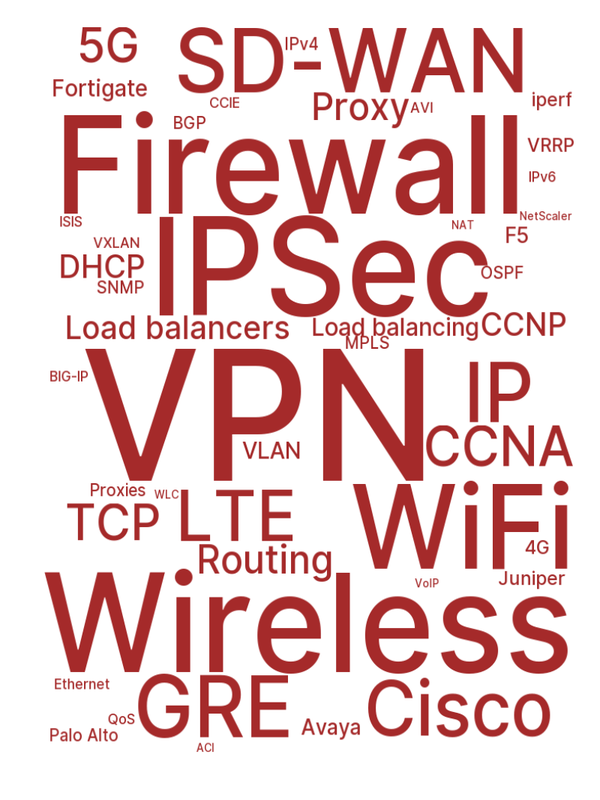 5G
SD-WAN
IPv4
Fortigate
CCIE
Proxy
AVI
iperf
BGP
Firewall
VRRP
IPv6
ISIS
NetScaler
NAT
F5
VXLAN
IPSec
DHCP
OSPF
SNMP
Load balancers
Load balancing
CCNP
MPLS
BIG-IP
VPN
IP
VLAN
CCNA
Proxies
WLC
TCP
LTE
WiFi
4G
Routing
VoIP
Juniper
Wireless
Ethernet
GRE
Cisco
QoS
Avaya
Palo Alto
ACI